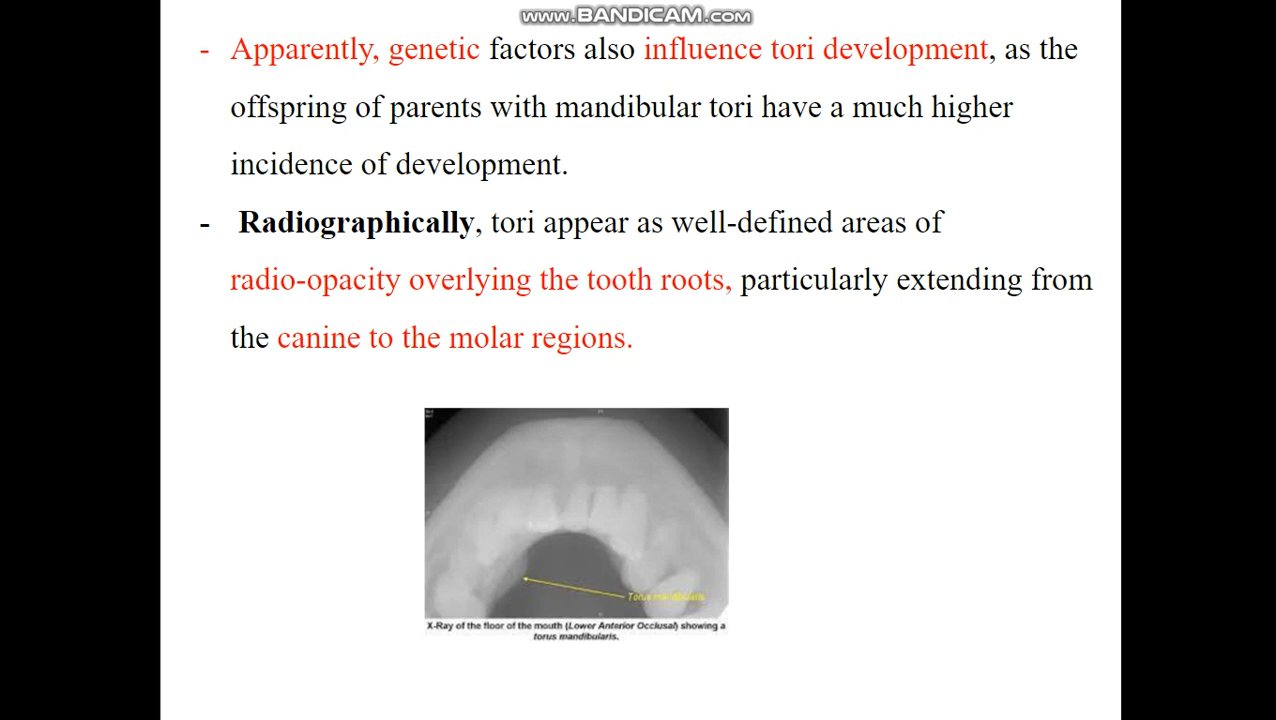 www.BANDICAM.com
- Apparently, genetic factors also influence tori development, as the
offspring of parents with mandibular tori have a much higher
incidence of development.
- Radiographically, tori appear as well-defined areas of
radio-opacity overlying the tooth roots, particularly extending from
the canine to the molar regions.
Torus mandibularis
X-Ray of the floor of the mouth (Lower Anterior Occlusal) showing a
torus mandibularis.